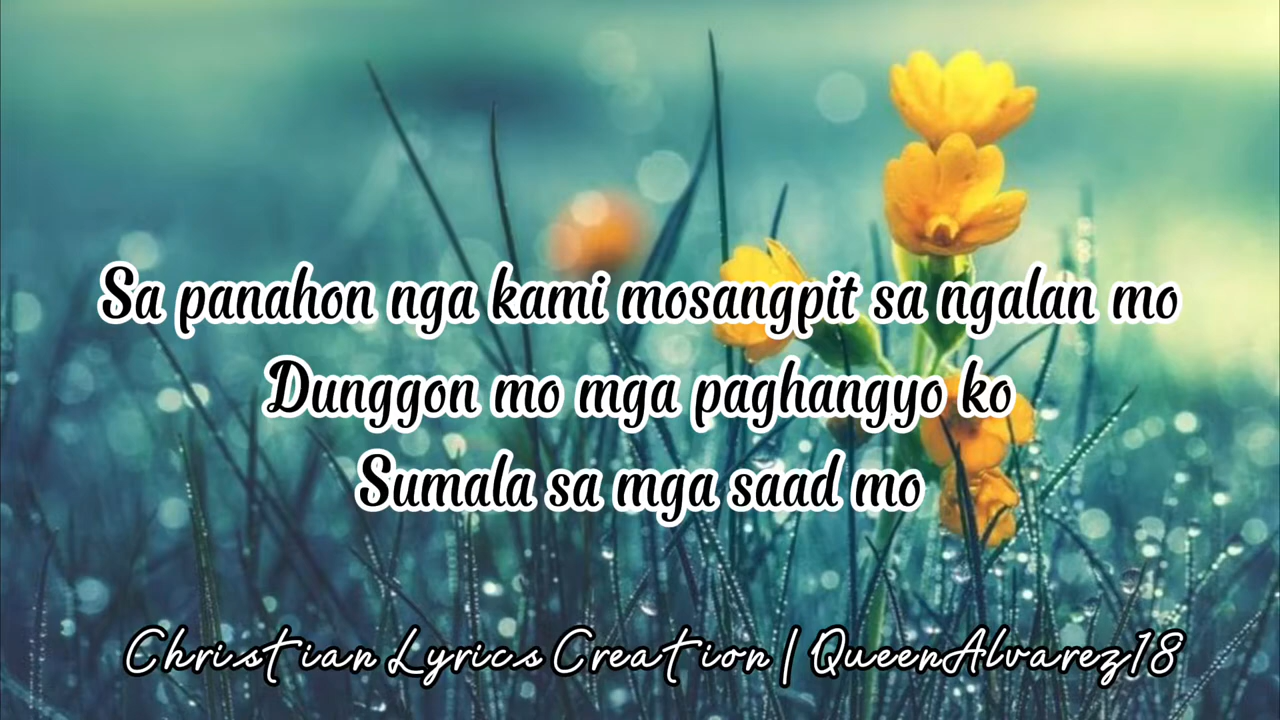 Sa panahon nga kami mosangpit sa ngalan mo
Dunggon mo mga paghangyo ko
Sumala sa mga saad mo
Christian Lyrics Creation | QueenAlvarez18